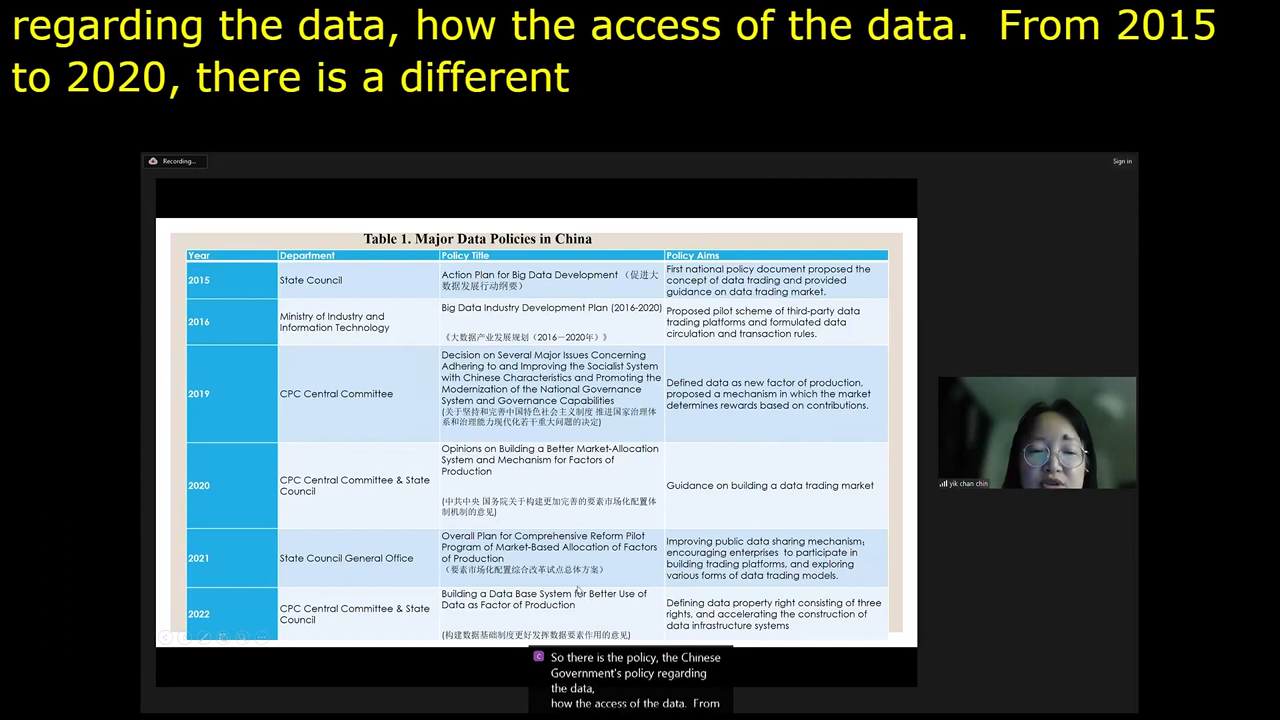 regarding the data, how the access of the data.  From 2015
to 2020, there is a different
Recording...
Sign in
Table 1. Major Data Policies in China
Year Department Policy Title Policy Aims
2015
State Council
Action Plan for Big Data Development （促进大
数据发展行动纲要）
First national policy document proposed the
concept of data trading and provided
guidance on data trading market.
2016
Ministry of Industry and
Information Technology
Big Data Industry Development Plan (2016-2020)
《大数据产业发展规划（2016－2020年）》
Proposed pilot scheme of third-party data
trading platforms and formulated data
circulation and transaction rules.
2019
CPC Central Committee
Decision on Several Major Issues Concerning
Adhering to and Improving the Socialist System
with Chinese Characteristics and Promoting the
Modernization of the National Governance
System and Governance Capabilities
(关于坚持和完善中国特色社会主义制度 推进国家治理体
系和治理能力现代化若干重大问题的决定)
Defined data as new factor of production,
proposed a mechanism in which the market
determines rewards based on contributions.
2020
CPC Central Committee & State
Council
Opinions on Building a Better Market-Allocation
System and Mechanism for Factors of
Production
(中共中央 国务院关于构建更加完善的要素市场化配置体
制机制的意见)
Guidance on building a data trading market
2021
State Council General Office
Overall Plan for Comprehensive Reform Pilot
Program of Market-Based Allocation of Factors
of Production
（要素市场化配置综合改革试点总体方案）
Improving public data sharing mechanism;
encouraging enterprises  to participate in
building trading platforms, and exploring
various forms of data trading models.
2022
CPC Central Committee & State
Council
Building a Data Base System for Better Use of
Data as Factor of Production
(构建数据基础制度更好发挥数据要素作用的意见)
Defining data property right consisting of three
rights, and accelerating the construction of
data infrastructure systems
yik chan chin
C
So there is the policy, the Chinese
Government's policy regarding
the data,
how the access of the data.  From